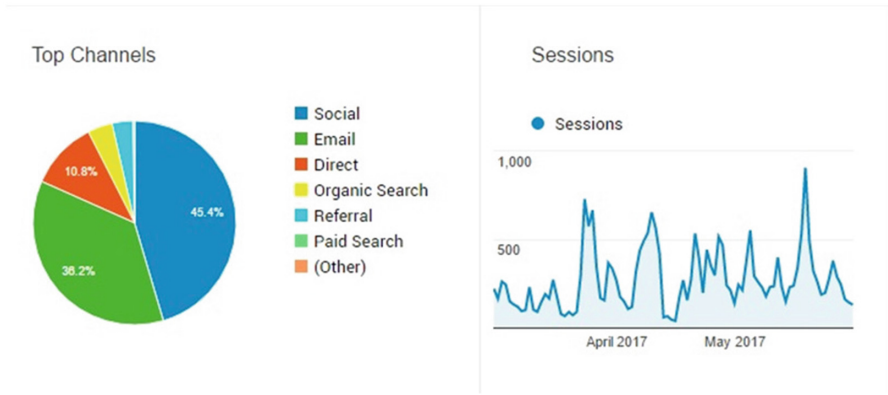 Top Channels
45.4%
36.2%
10.8%
Social
Email
Direct
Organic Search
Referral
Paid Search
(Other)
Sessions
Sessions
1,000
500
April 2017
May 2017